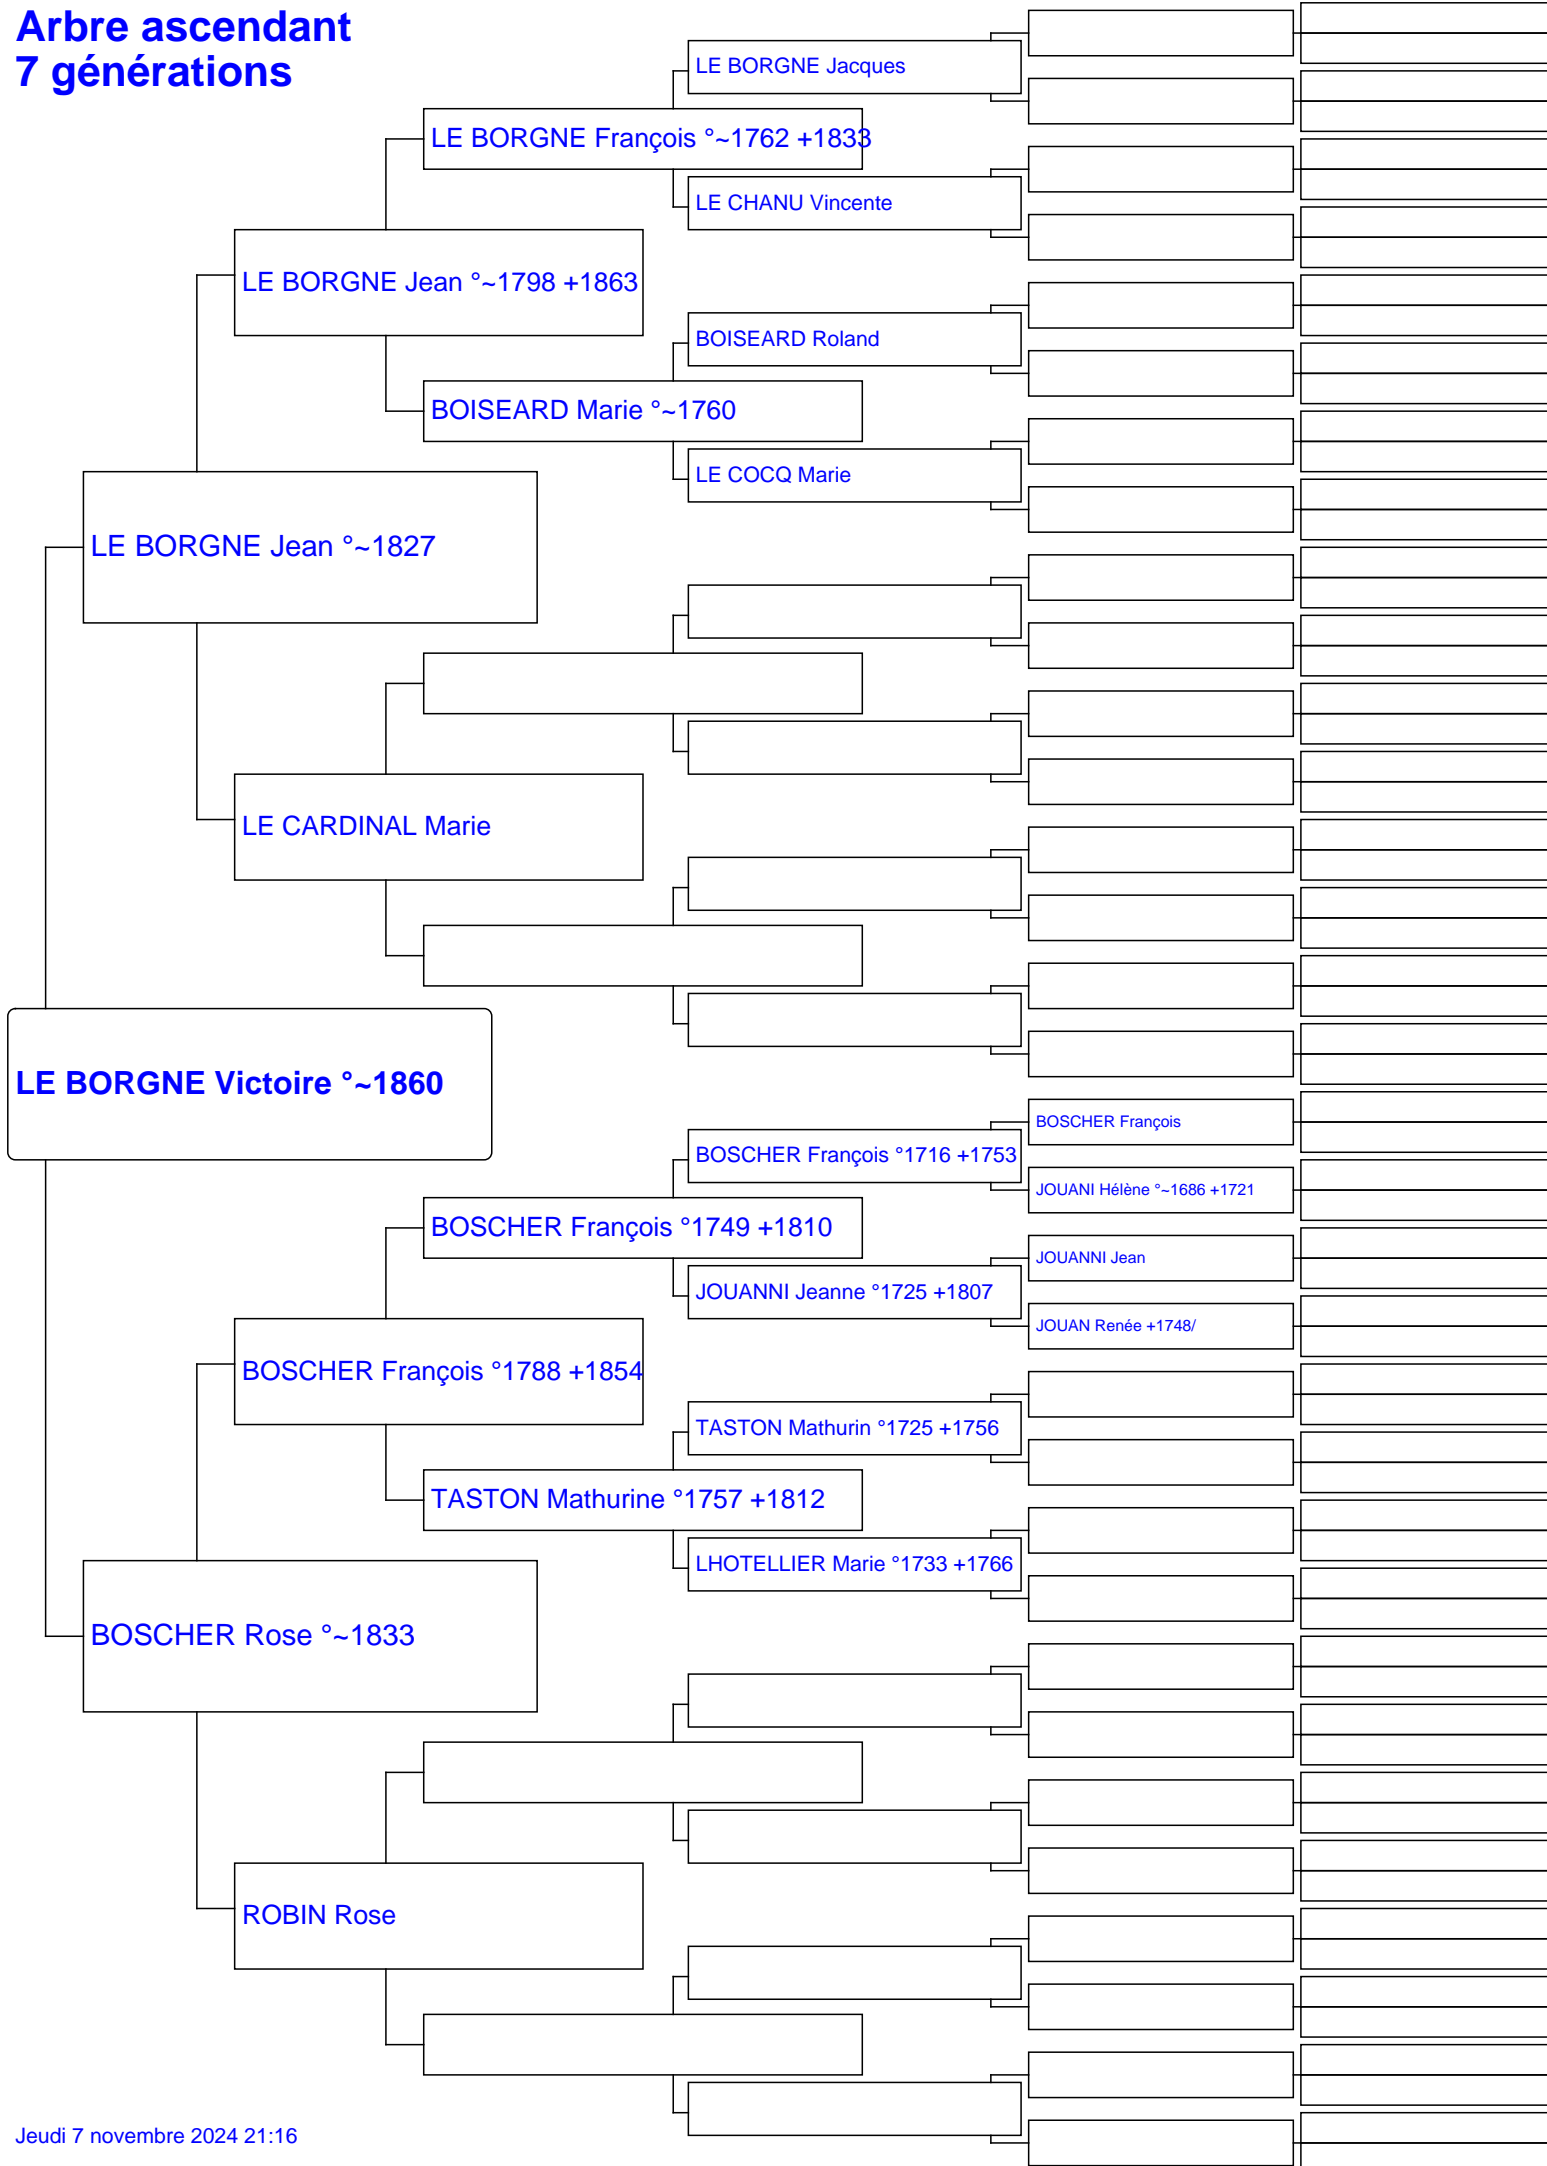 Arbre ascendant
7 générations
LE BORGNE Jacques
LE BORGNE François °~1762 +1833
LE CHANU Vincente
LE BORGNE Jean °~1798 +1863
BOISEARD Roland
BOISEARD Marie °~1760
LE COCQ Marie
LE BORGNE Jean °~1827
LE CARDINAL Marie
LE BORGNE Victoire °~1860
BOSCHER François
BOSCHER François °1716 +1753
JOUANI Hélène °~1686 +1721
BOSCHER François °1749 +1810
JOUANNI Jean
JOUANNI Jeanne °1725 +1807
JOUAN Renée +1748/
BOSCHER François °1788 +1854
TASTON Mathurin °1725 +1756
TASTON Mathurine °1757 +1812
LHOTELLIER Marie °1733 +1766
BOSCHER Rose °~1833
ROBIN Rose
Jeudi 7 novembre 2024 21:16